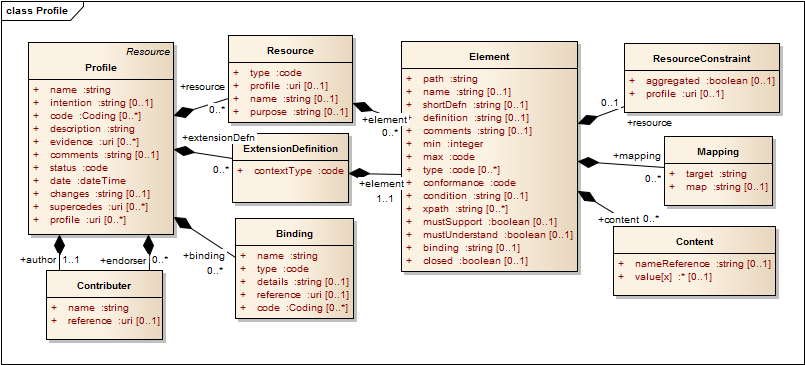 class Profile
Resource
Profile
+ name :string
+ intention :string [0..1]
+ code :Coding [0..*]
+ description :string
+ evidence :uri [0..*]
+ comments :string [0..1]
+ status :code
+ date :dateTime
+ changes :string [0..1]
+ supercedes :uri [0..*]
+ profile :uri [0..*]
+resource
0..*
+extensionDefn
0..*
+binding
0..*
+author 1..1
+endorser 0..*
Contributer
+ name :string
+ reference :uri [0..1]
Resource
+ type :code
+ profile :uri [0..1]
+ name :string [0..1]
+ purpose :string [0..1]
+element
0..*
ExtensionDefinition
+ contextType :code
+element
1..1
Binding
+ name :string
+ type :code
+ details :string [0..1]
+ reference :uri [0..1]
+ code :Coding [0..*]
Element
+ path :string
+ name :string [0..1]
+ shortDefn :string [0..1]
+ definition :string [0..1]
+ comments :string [0..1]
+ min :integer
+ max :code
+ type :code [0..*]
+ conformance :code
+ condition :string [0..1]
+ xpath :string [0..*]
+ mustSupport :boolean [0..1]
+ mustUnderstand :boolean [0..1]
+ binding :string [0..1]
+ closed :boolean [0..1]
0..1
+resource
+mapping
0..*
+content 0..*
ResourceConstraint
+ aggregated :boolean [0..1]
+ profile :uri [0..1]
Mapping
+ target :string
+ map :string [0..1]
Content
+ nameReference :string [0..1]
+ value[x] :* [0..1]